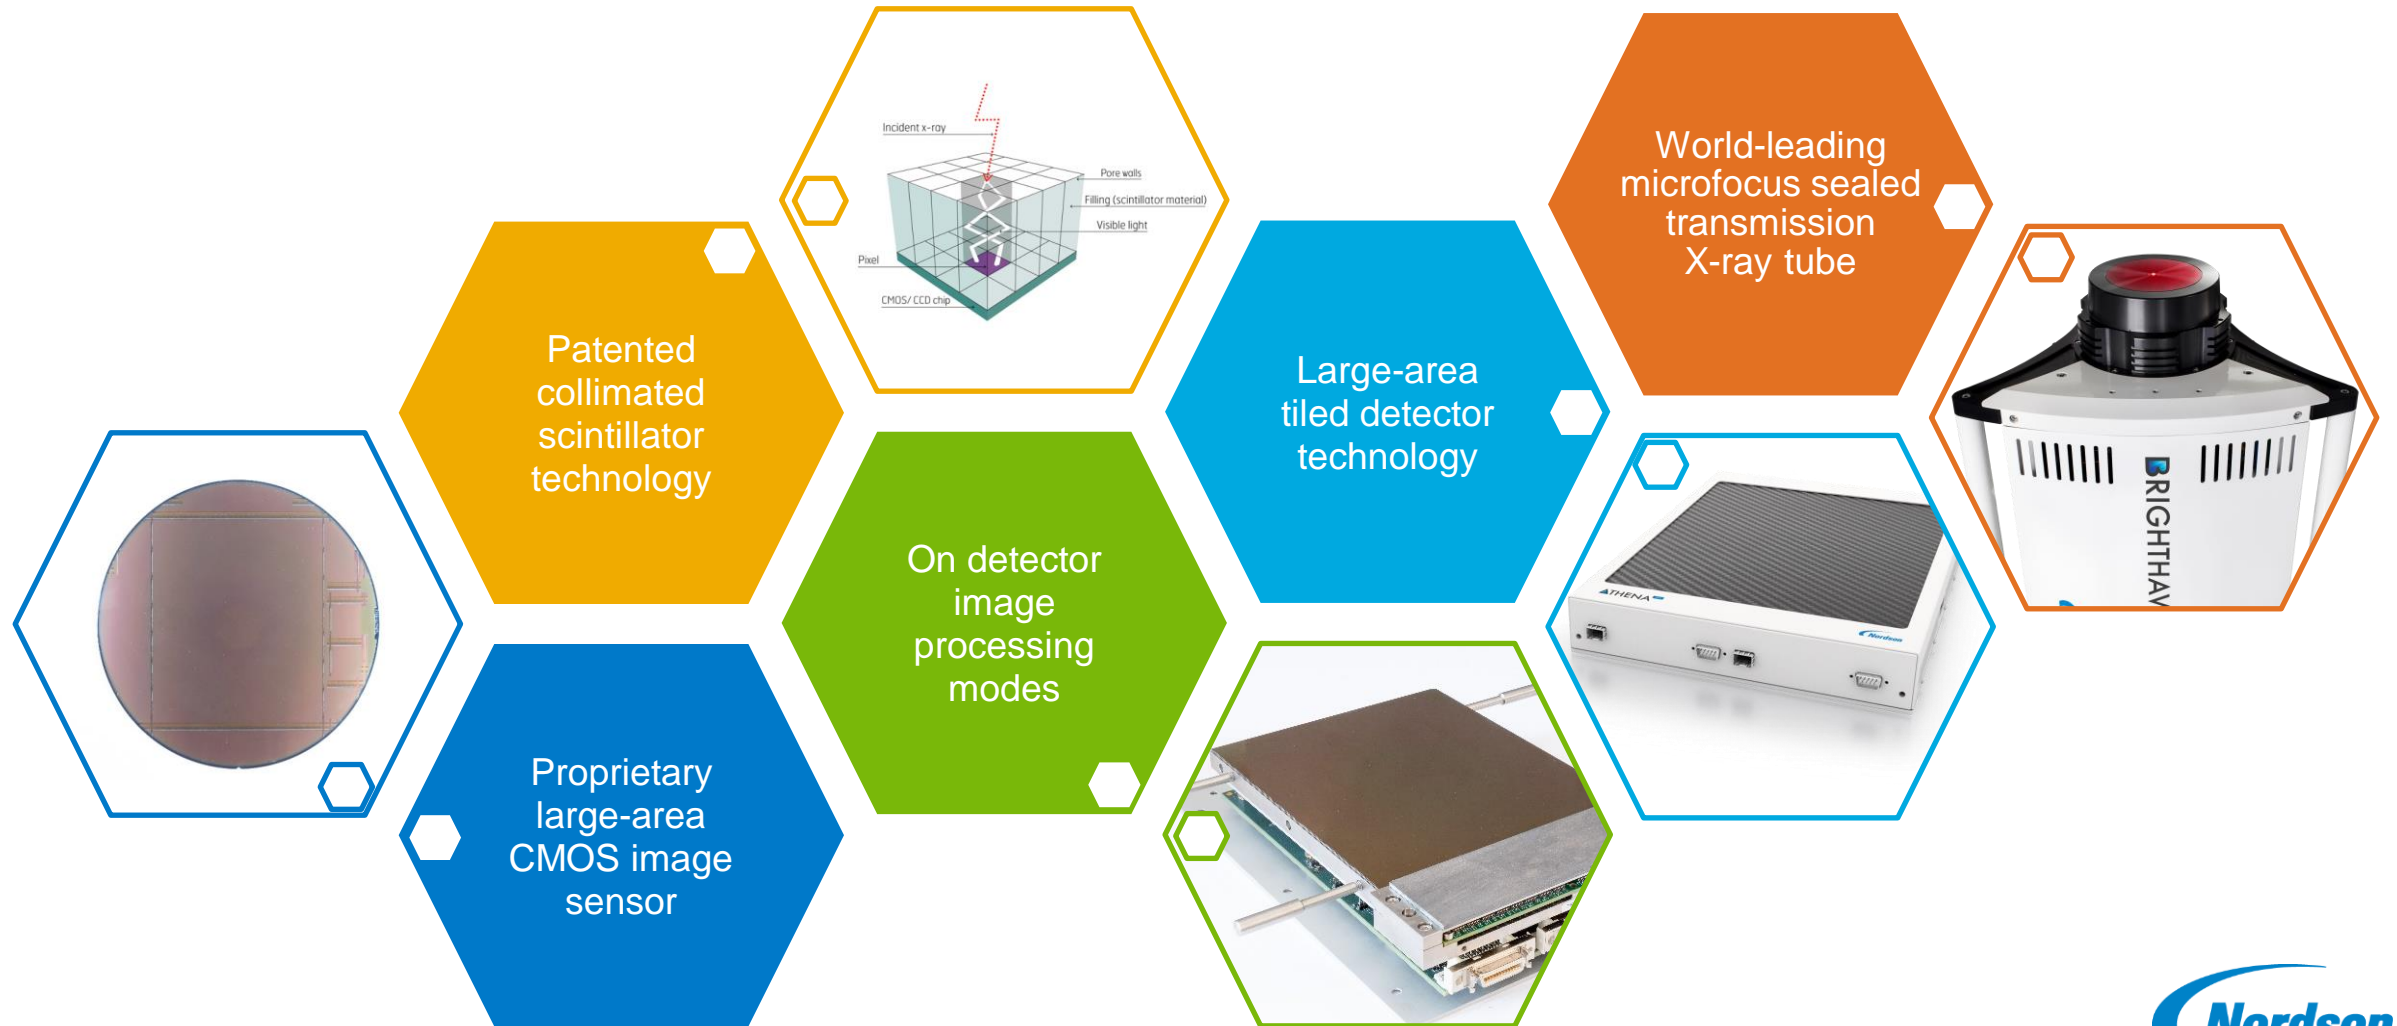 Incident x-ray
Pore walls
Filling (scintillator material)
Visible light
Pixel
CMOS/ CCD chip
World-leading
microfocus sealed
transmission
X-ray tube
Patented
collimated
scintillator
technology
Large-area
tiled detector
technology
On detector
image
processing
modes
BRIGHTHAV
ATHENA
Nordson
Proprietary
large-area
CMOS image
sensor
Nordson